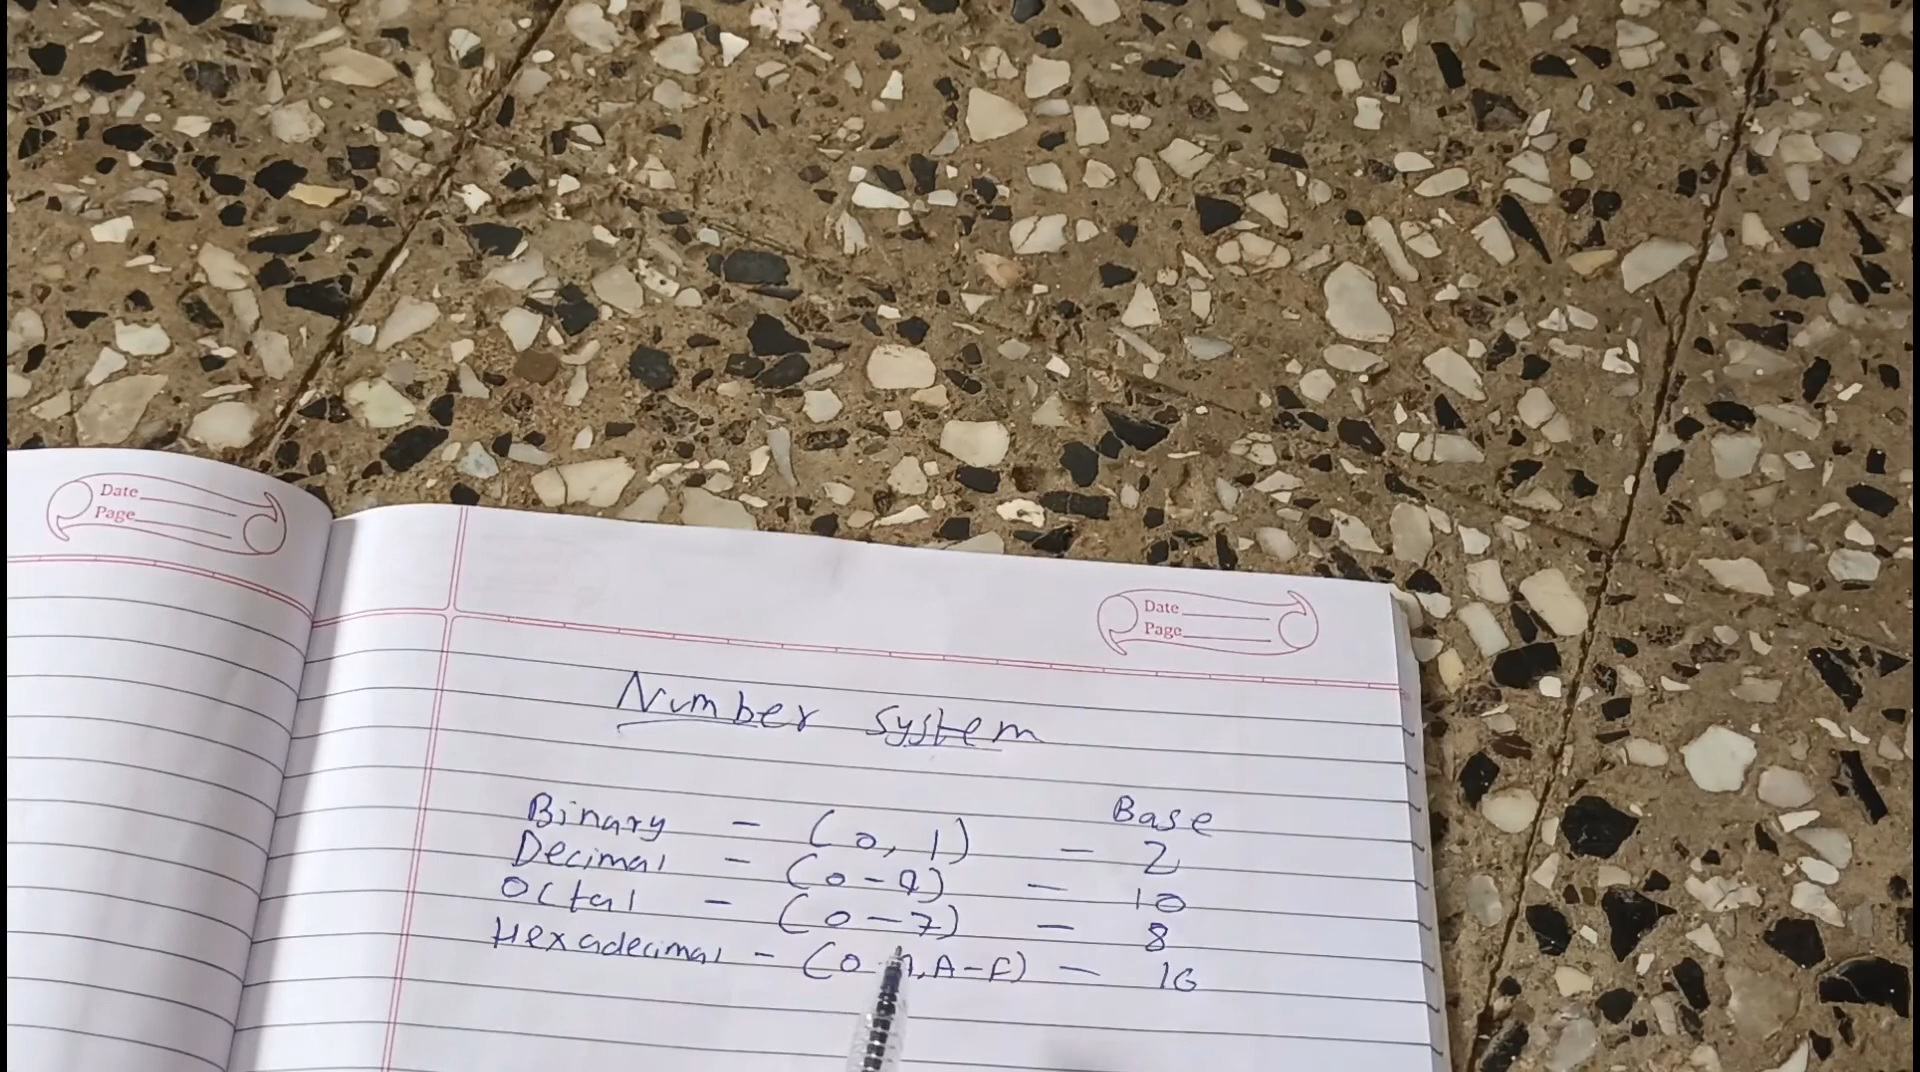 Date
Page
Date
Page
Number system
Base
Binary - (0, 1) - 2
Decimal - (0-9) - 10
Octal - (0-7) - 8
Hexadecimal - (0-9, A-F) - 16